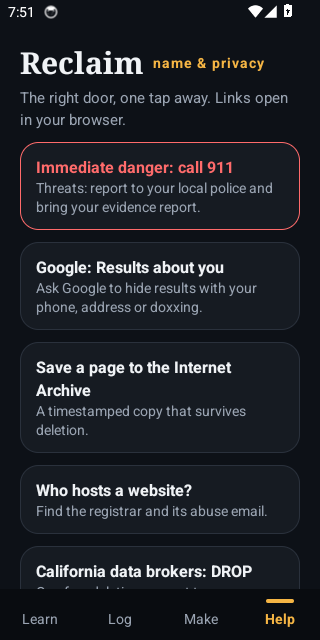 7:51
Reclaim name & privacy
The right door, one tap away. Links open
in your browser.
Immediate danger: call 911
Threats: report to your local police and
bring your evidence report.
Google: Results about you
Ask Google to hide results with your
phone, address or doxxing.
Save a page to the Internet
Archive
A timestamped copy that survives
deletion.
Who hosts a website?
Find the registrar and its abuse email.
California data brokers: DROP
Learn Log Make Help